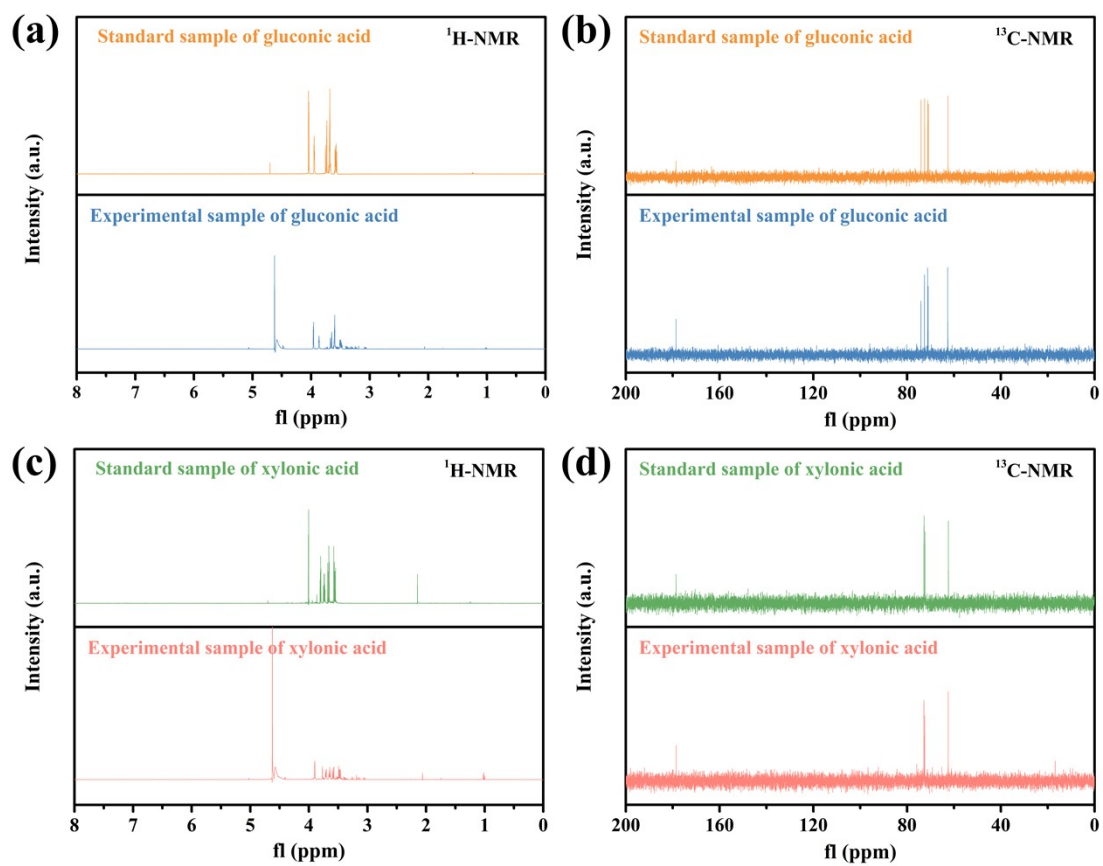 (a)
Standard sample of gluconic acid
¹H-NMR
Experimental sample of gluconic acid
Intensity (a.u.)
8 7 6 5 4 3 2 1 0
fl (ppm)
(b)
Standard sample of gluconic acid
¹³C-NMR
Experimental sample of gluconic acid
Intensity (a.u.)
200 160 120 80 40 0
fl (ppm)
(c)
Standard sample of xylonic acid
¹H-NMR
Experimental sample of xylonic acid
Intensity (a.u.)
8 7 6 5 4 3 2 1 0
fl (ppm)
(d)
Standard sample of xylonic acid
¹³C-NMR
Experimental sample of xylonic acid
Intensity (a.u.)
200 160 120 80 40 0
fl (ppm)